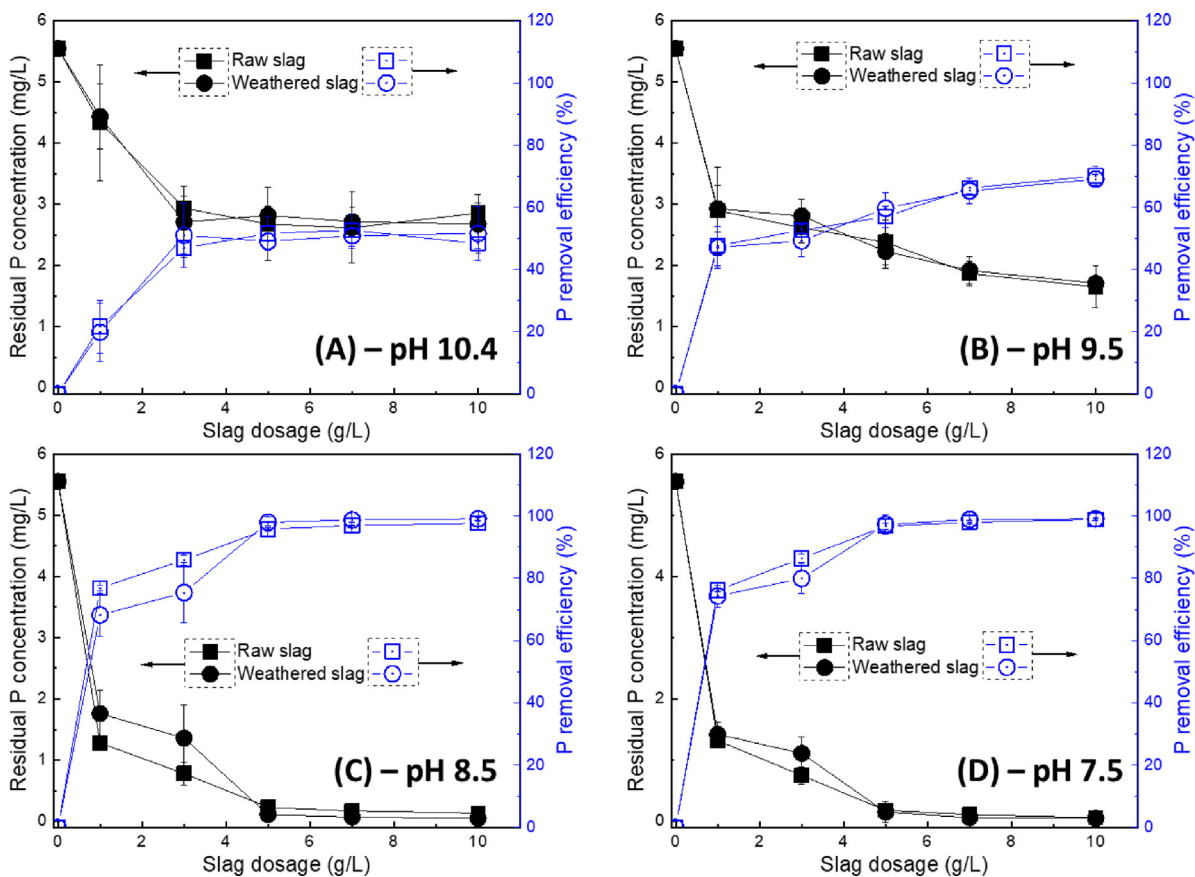 6
5
4
3
2
1
0
Residual P concentration (mg/L)
Raw slag
Weathered slag
(A) – pH 10.4
120
100
80
60
40
20
0
P removal efficiency (%)
0 2 4 6 8 10
Slag dosage (g/L)
6
5
4
3
2
1
0
Residual P concentration (mg/L)
Raw slag
Weathered slag
(B) – pH 9.5
120
100
80
60
40
20
0
P removal efficiency (%)
0 2 4 6 8 10
Slag dosage (g/L)
6
5
4
3
2
1
0
Residual P concentration (mg/L)
Raw slag
Weathered slag
(C) – pH 8.5
120
100
80
60
40
20
0
P removal efficiency (%)
0 2 4 6 8 10
Slag dosage (g/L)
6
5
4
3
2
1
0
Residual P concentration (mg/L)
Raw slag
Weathered slag
(D) – pH 7.5
120
100
80
60
40
20
0
P removal efficiency (%)
0 2 4 6 8 10
Slag dosage (g/L)